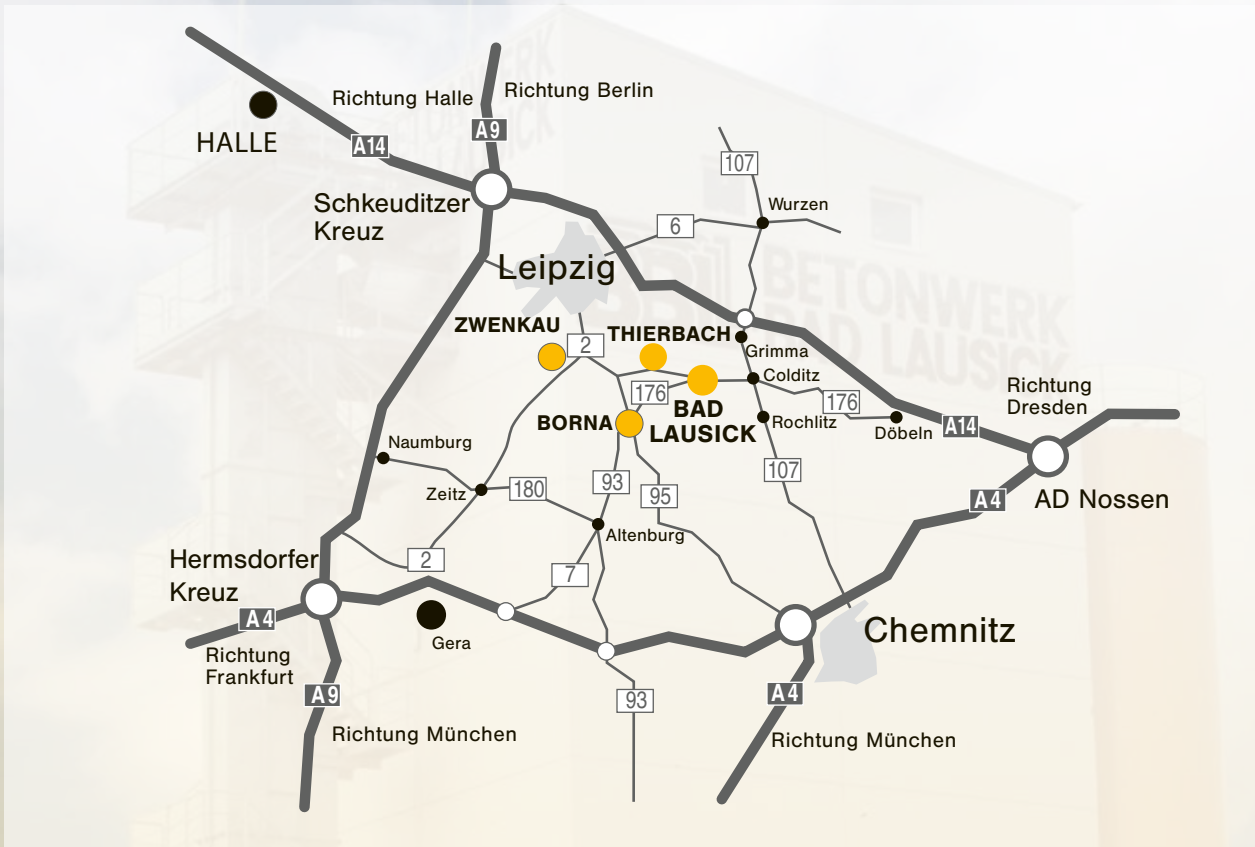 Richtung Halle
Richtung Berlin
A9
HALLE
A14
107
Schkeuditzer
Kreuz
Wurzen
6
Leipzig
BETONWERK
BAD LAUSICK
ZWENKAU
2
THIERBACH
Grimma
Colditz
176
BAD
LAUSICK
176
Richtung
Dresden
BORNA
Rochlitz
Döbeln
A14
Naumburg
107
AD Nossen
Zeitz
180
93
95
A4
Altenburg
Hermsdorfer
Kreuz
2
7
A4
Gera
Chemnitz
Richtung
Frankfurt
A9
93
A4
Richtung München
Richtung München